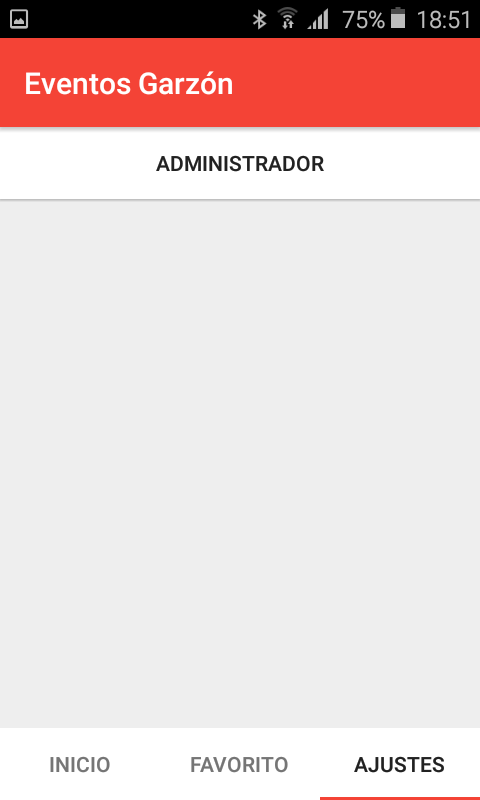 75% 18:51
Eventos Garzón
ADMINISTRADOR
INICIO FAVORITO AJUSTES